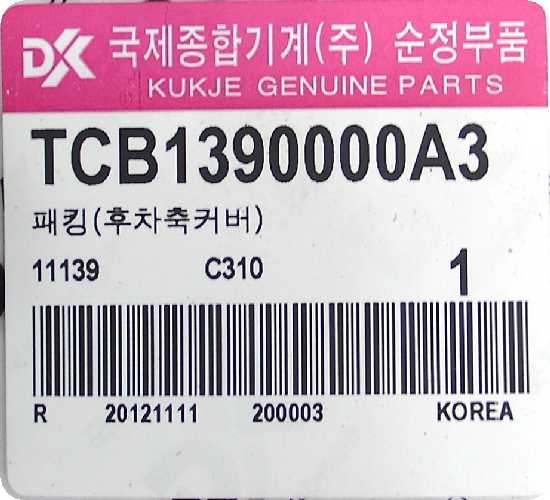 DK 국제종합기계(주) 순정부품
KUKJE GENUINE PARTS
TCB1390000A3
패킹(후차축커버)
11139 C310 1
R 20121111 200003 KOREA